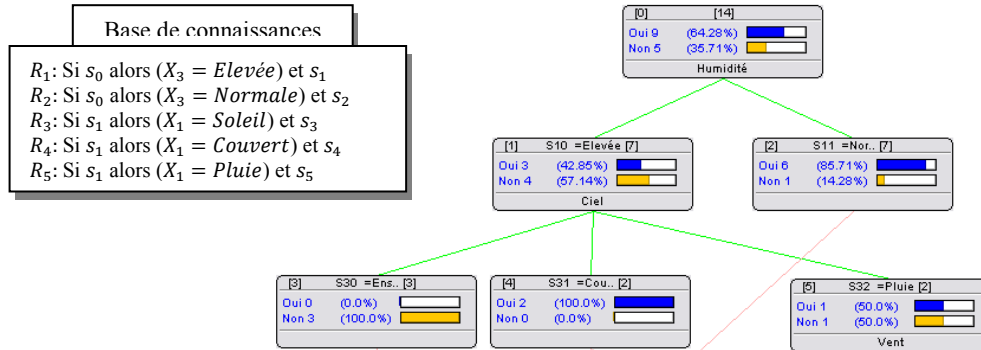 Base de connaissances
R₁: Si s₀ alors (X₃ = Elevée) et s₁
R₂: Si s₀ alors (X₃ = Normale) et s₂
R₃: Si s₁ alors (X₁ = Soleil) et s₃
R₄: Si s₁ alors (X₁ = Couvert) et s₄
R₅: Si s₁ alors (X₁ = Pluie) et s₅
[0] [14]
Oui 9 (64.28%)
Non 5 (35.71%)
Humidité
[1] S10 =Elevée [7]
Oui 3 (42.85%)
Non 4 (57.14%)
Ciel
[2] S11 =Nor.. [7]
Oui 6 (85.71%)
Non 1 (14.28%)
[3] S30 =Ens.. [3]
Oui 0 (0.0%)
Non 3 (100.0%)
[4] S31 =Cou.. [2]
Oui 2 (100.0%)
Non 0 (0.0%)
[5] S32 =Pluie [2]
Oui 1 (50.0%)
Non 1 (50.0%)
Vent